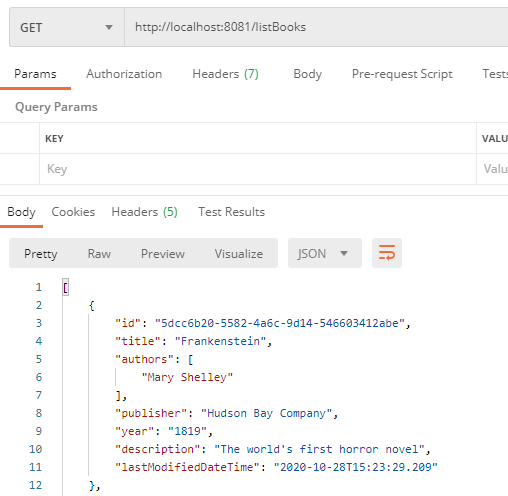 GET http://localhost:8081/listBooks
Params Authorization Headers (7) Body Pre-request Script Tests
Query Params
KEY VALU
Key Valu
Body Cookies Headers (5) Test Results
Pretty Raw Preview Visualize JSON
1 [
2 {
3 "id": "5dcc6b20-5582-4a6c-9d14-546603412abe",
4 "title": "Frankenstein",
5 "authors": [
6 "Mary Shelley"
7 ],
8 "publisher": "Hudson Bay Company",
9 "year": "1819",
10 "description": "The world's first horror novel",
11 "lastModifiedDateTime": "2020-10-28T15:23:29.209"
12 },